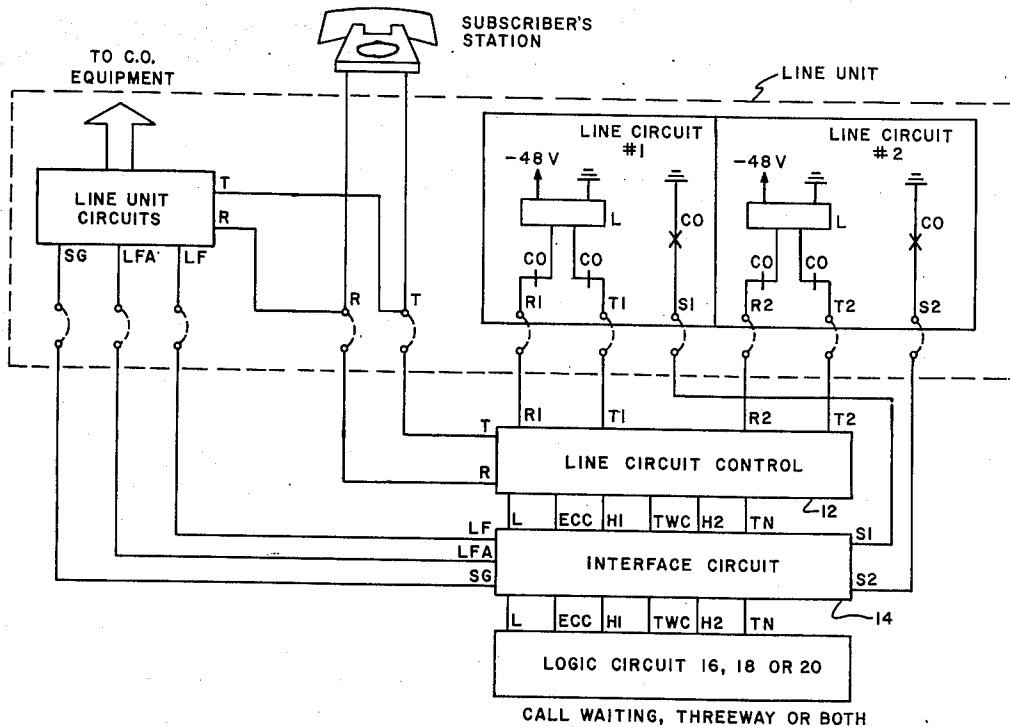 SUBSCRIBER'S
STATION
TO C.O.
EQUIPMENT
LINE UNIT
LINE CIRCUIT
#1
LINE CIRCUIT
#2
-48V
-48V
LINE UNIT
CIRCUITS
T
R
L
L
CO
CO
CO
CO
CO
CO
SG
LFA
LF
R
T
R1
T1
S1
R2
T2
S2
R1
T1
R2
T2
T
R
LINE CIRCUIT CONTROL
12
L
ECC
H1
TWC
H2
TN
LF
LFA
SG
S1
S2
INTERFACE CIRCUIT
14
L
ECC
H1
TWC
H2
TN
LOGIC CIRCUIT 16, 18 OR 20
CALL WAITING, THREEWAY OR BOTH